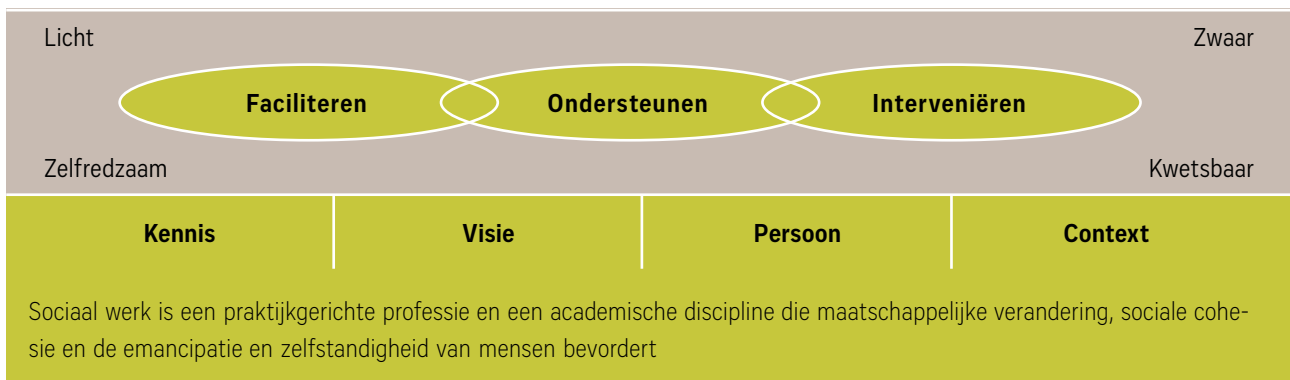 Licht Zwaar
Faciliteren Ondersteunen Interveniëren
Zelfredzaam Kwetsbaar
Kennis Visie Persoon Context
Sociaal werk is een praktijkgerichte professie en een academische discipline die maatschappelijke verandering, sociale cohe-
sie en de emancipatie en zelfstandigheid van mensen bevordert